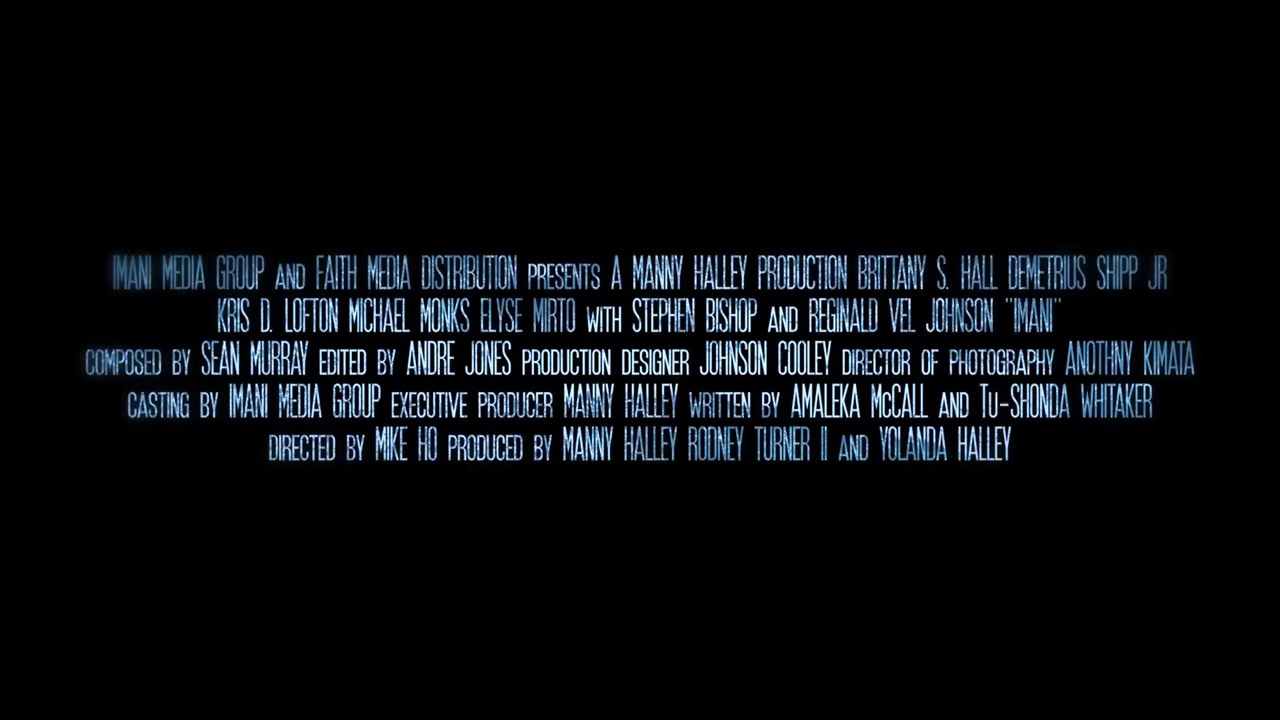 IMANI MEDIA GROUP AND FAITH MEDIA DISTRIBUTION PRESENTS A MANNY HALLEY PRODUCTION BRITTANY S. HALL DEMETRIUS SHIPP JR
KRIS D. LOFTON MICHAEL MONKS ELYSE MIRTO WITH STEPHEN BISHOP AND REGINALD VEL JOHNSON "IMANI"
COMPOSED BY SEAN MURRAY EDITED BY ANDRE JONES PRODUCTION DESIGNER JOHNSON COOLEY DIRECTOR OF PHOTOGRAPHY ANOTHNY KIMATA
CASTING BY IMANI MEDIA GROUP EXECUTIVE PRODUCER MANNY HALLEY WRITTEN BY AMALEKA McCALL AND TU-SHONDA WHITAKER
DIRECTED BY MIKE HO PRODUCED BY MANNY HALLEY RODNEY TURNER II AND YOLANDA HALLEY